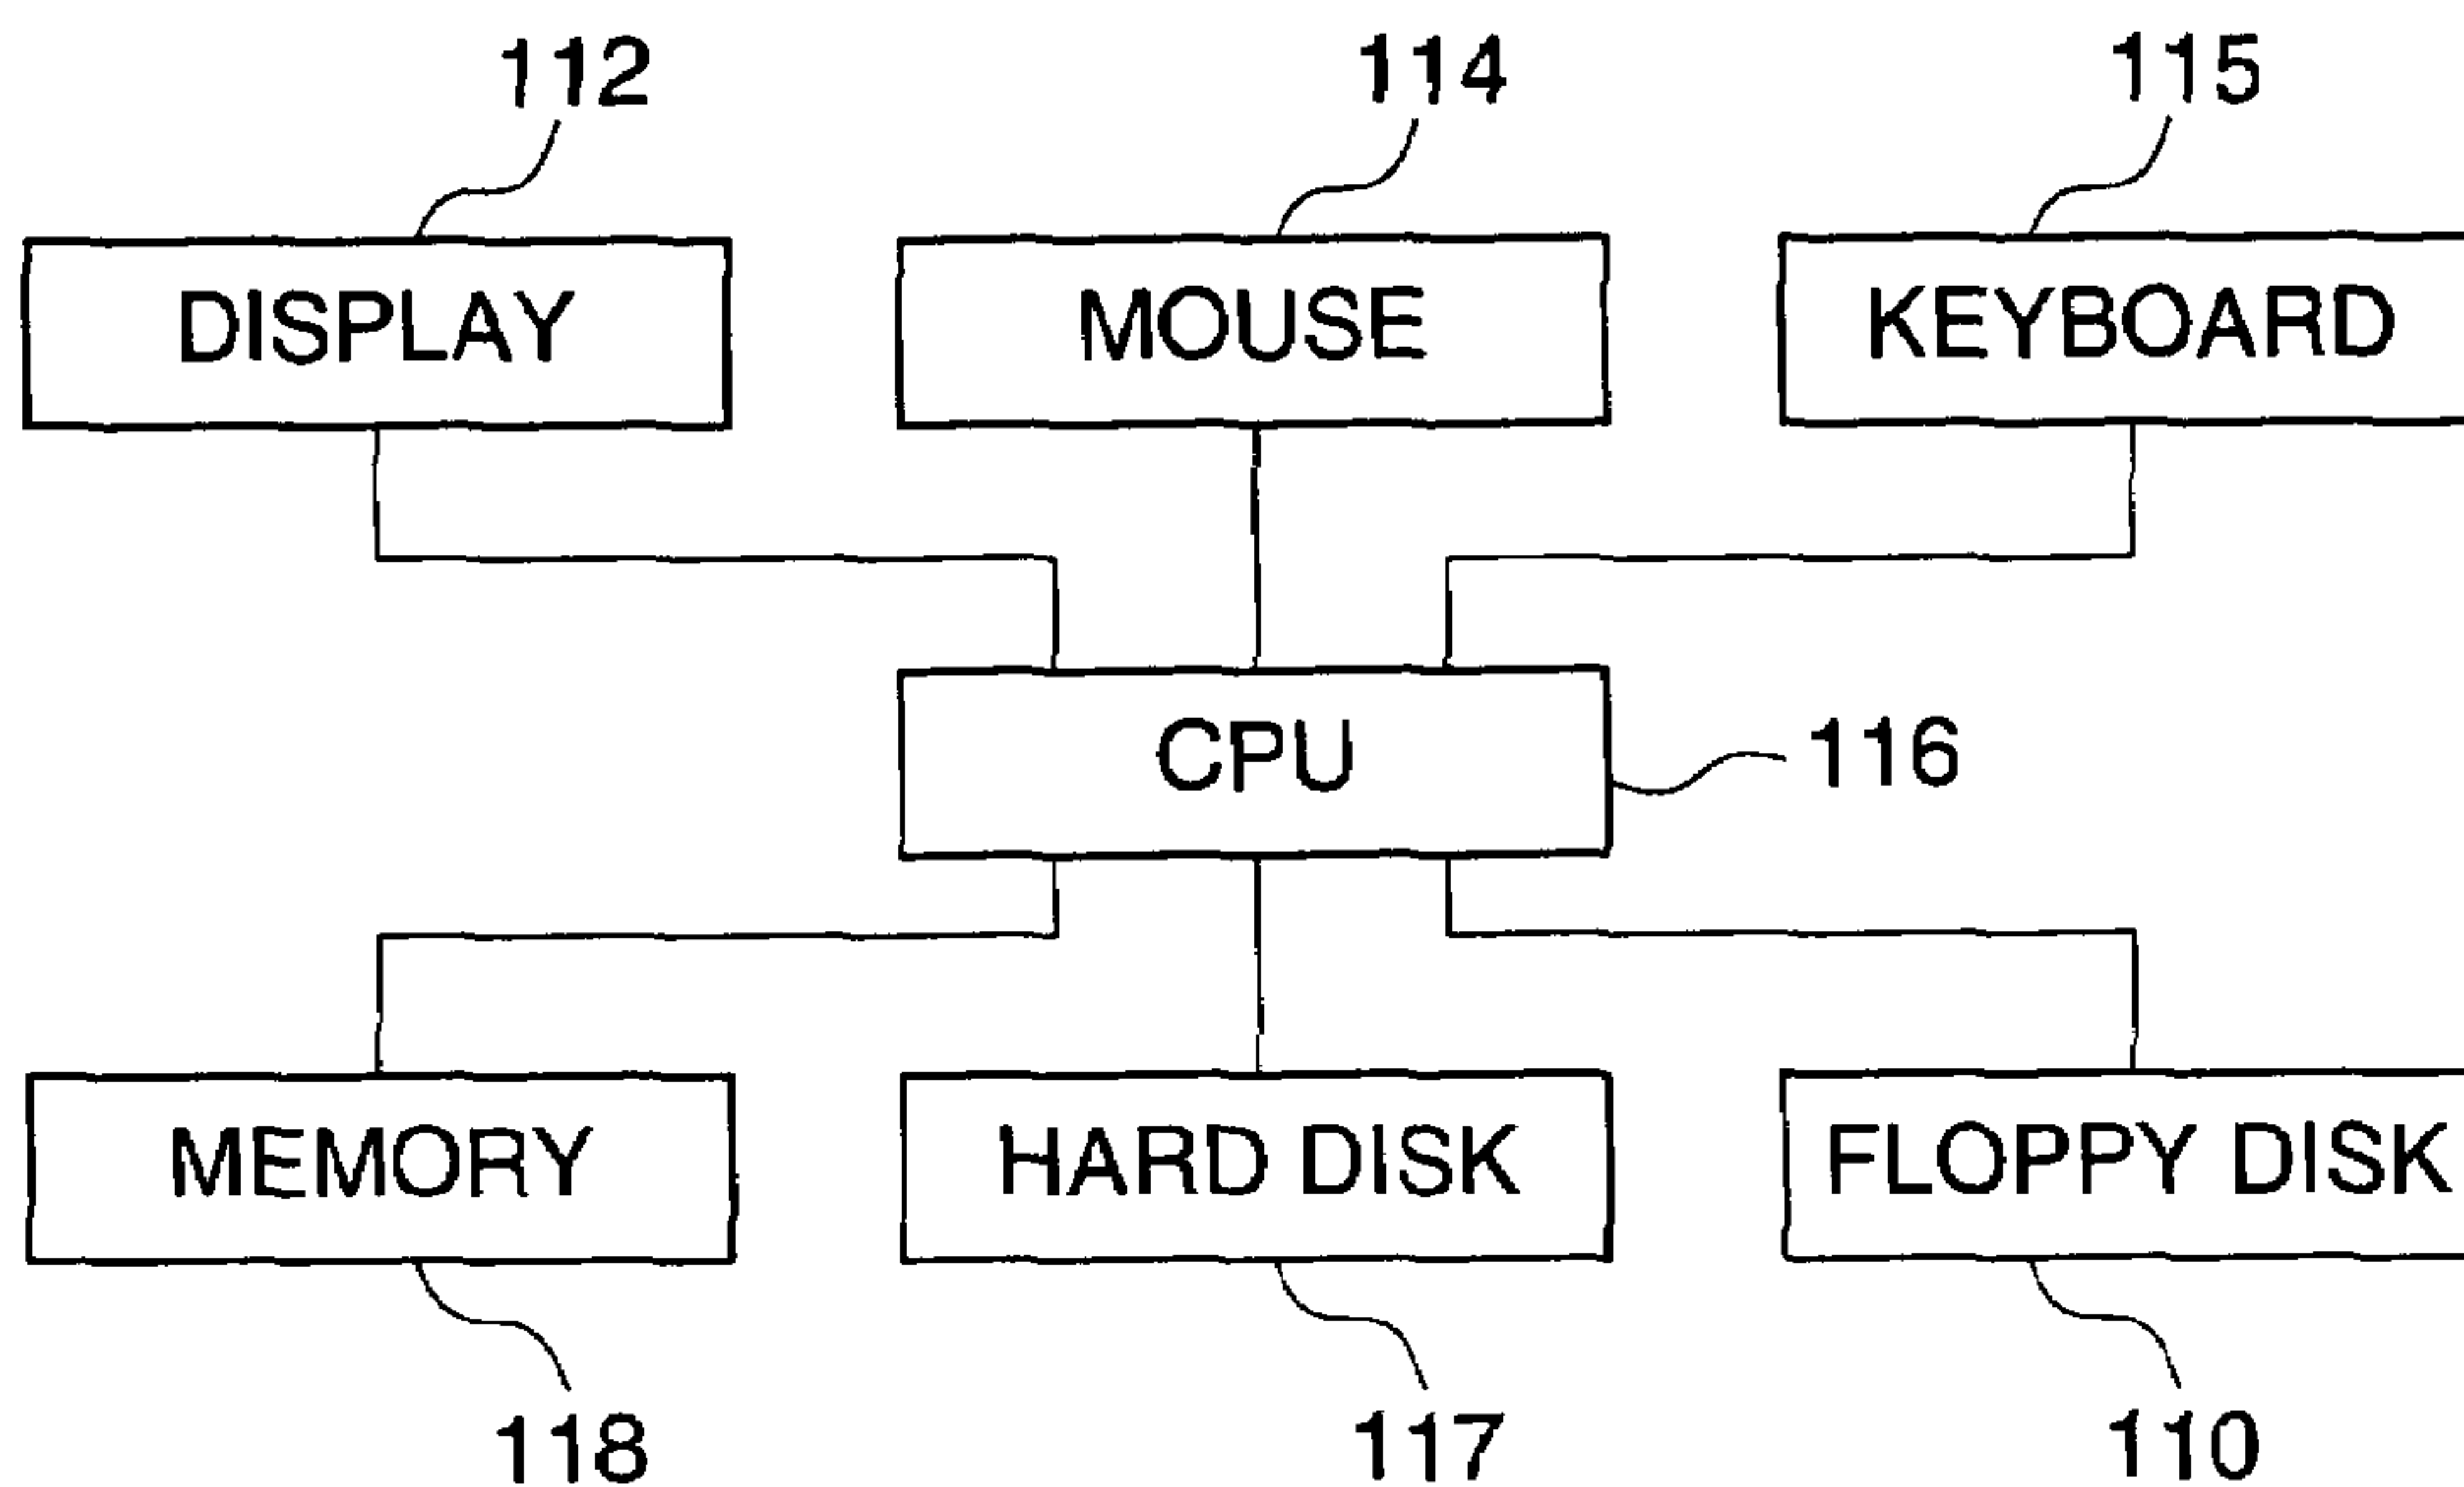 112 114 115
DISPLAY MOUSE KEYBOARD
CPU 116
MEMORY HARD DISK FLOPPY DISK
118 117 110